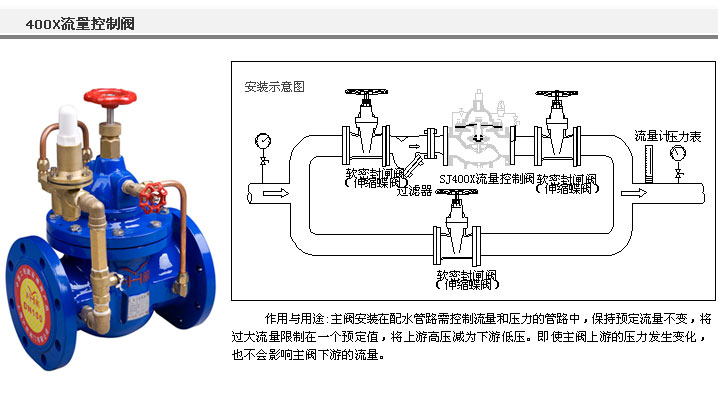 400X流量控制阀
安装示意图
流量计压力表
软密封闸阀
(伸缩蝶阀)
过滤器
SJ400X流量控制阀
软密封闸阀
(伸缩蝶阀)
软密封闸阀
(伸缩蝶阀)
DN100
作用与用途:主阀安装在配水管路需控制流量和压力的管路中，保持预定流量不变，将
过大流量限制在一个预定值，将上游高压减为下游低压。即使主阀上游的压力发生变化，
也不会影响主阀下游的流量。